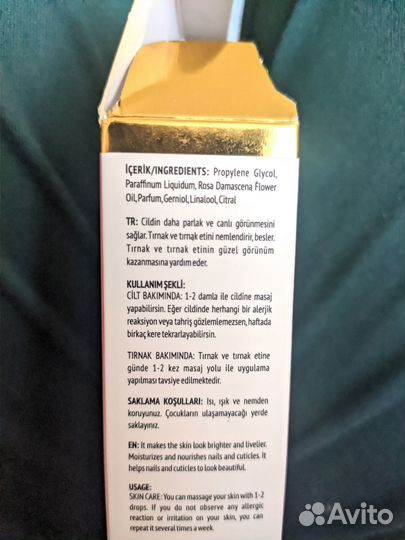 İÇERİK/INGREDIENTS: Propylene Glycol,
Paraffinum Liquidum, Rosa Damascena Flower
Oil, Parfum, Gerniol, Linalool, Citral
TR: Cildin daha parlak ve canlı görünmesini
sağlar. Tırnak ve tırnak etini nemlendirir, besler.
Tırnak ve tırnak etinin güzel görünüm
kazanmasına yardım eder.
KULLANIM ŞEKLİ:
CİLT BAKIMINDA: 1-2 damla ile cildine masaj
yapabilirsin. Eğer cildinde herhangi bir alerjik
reaksiyon veya tahriş gözlemlemezsen, haftada
birkaç kere tekrarlayabilirsin.
TIRNAK BAKIMINDA: Tırnak ve tırnak etine
günde 1-2 kez masaj yolu ile uygulama
yapılması tavsiye edilmektedir.
SAKLAMA KOŞULLARI: Isı, ışık ve nemden
koruyunuz. Çocukların ulaşamayacağı yerde
saklayınız.
EN: It makes the skin look brighter and livelier.
Moisturizes and nourishes nails and cuticles. It
helps nails and cuticles to look beautiful.
USAGE:
SKIN CARE: You can massage your skin with 1-2
drops. If you do not observe any allergic
reaction or irritation on your skin, you can
repeat it several times a week.
Avito